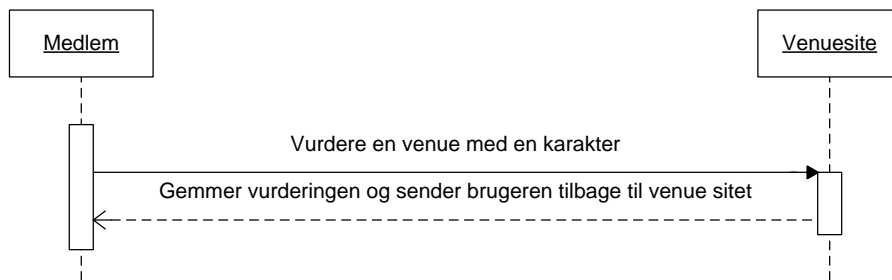 Medlem
Venuesite
Vurdere en venue med en karakter
Gemmer vurderingen og sender brugeren tilbage til venue sitet